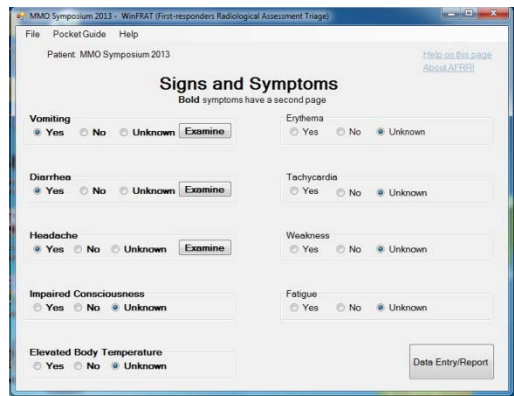 MMO Symposium 2013 - WinFRAT (First-responders Radiological Assessment Triage)
File Pocket Guide Help
Patient MMO Symposium 2013
Help on this page
About AFRRI
Signs and Symptoms
Bold symptoms have a second page
Vomiting
Yes No Unknown Examine
Erythema
Yes No Unknown
Diarrhea
Yes No Unknown Examine
Tachycardia
Yes No Unknown
Headache
Yes No Unknown Examine
Weakness
Yes No Unknown
Impaired Consciousness
Yes No Unknown
Fatigue
Yes No Unknown
Elevated Body Temperature
Yes No Unknown
Data Entry/Report